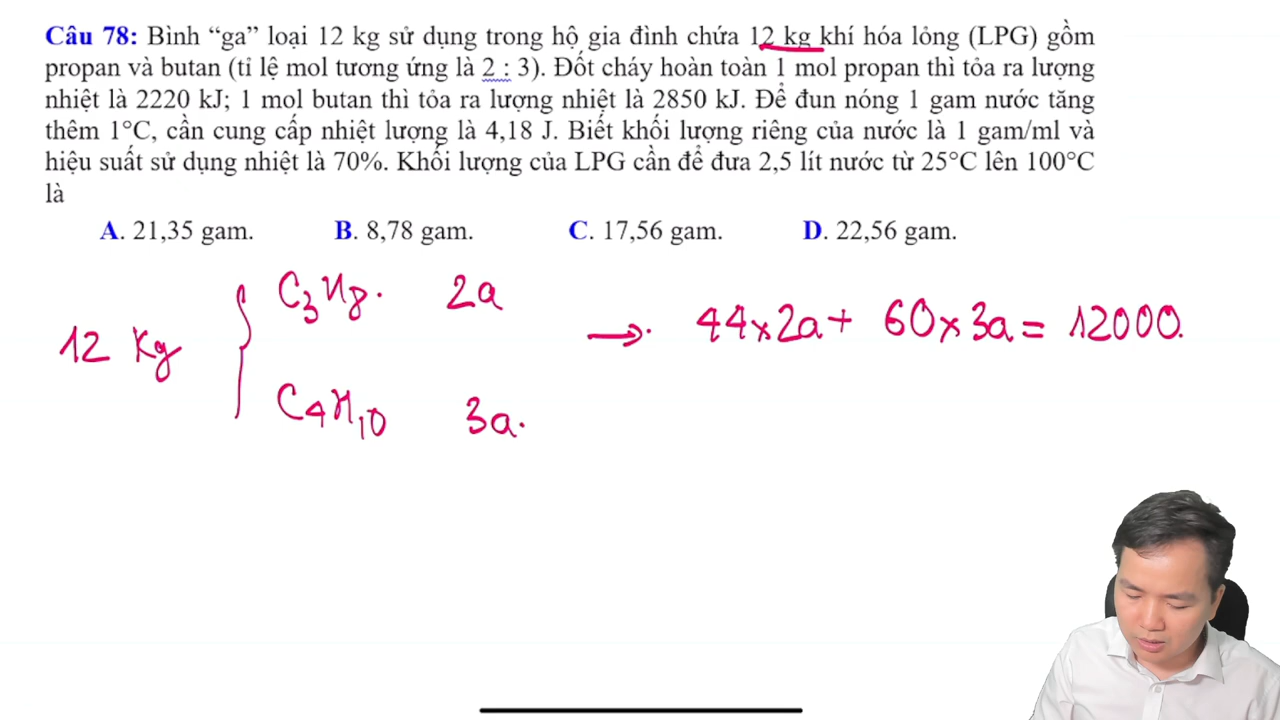 Câu 78: Bình “ga” loại 12 kg sử dụng trong hộ gia đình chứa 12 kg khí hóa lỏng (LPG) gồm
propan và butan (tỉ lệ mol tương ứng là 2 : 3). Đốt cháy hoàn toàn 1 mol propan thì tỏa ra lượng
nhiệt là 2220 kJ; 1 mol butan thì tỏa ra lượng nhiệt là 2850 kJ. Để đun nóng 1 gam nước tăng
thêm 1°C, cần cung cấp nhiệt lượng là 4,18 J. Biết khối lượng riêng của nước là 1 gam/ml và
hiệu suất sử dụng nhiệt là 70%. Khối lượng của LPG cần để đưa 2,5 lít nước từ 25°C lên 100°C
là
A. 21,35 gam. B. 8,78 gam. C. 17,56 gam. D. 22,56 gam.
C3H8. 2a
12 Kg
→ 44x2a + 60x3a = 12000.
C4H10 3a.